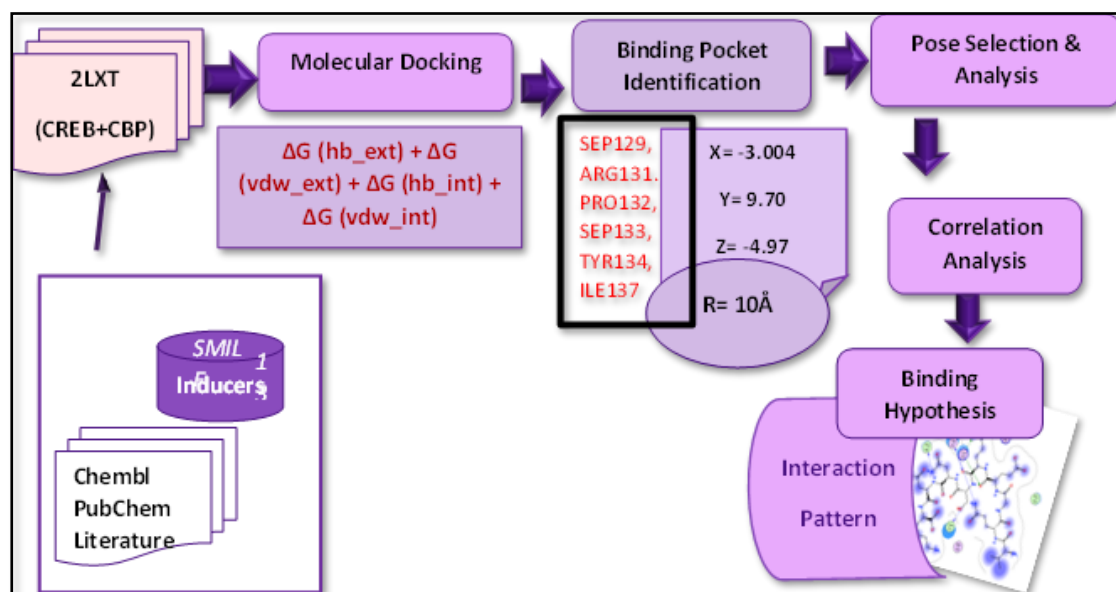 2LXT
(CREB+CBP)
Molecular Docking
ΔG (hb_ext) + ΔG
(vdw_ext) + ΔG (hb_int) +
ΔG (vdw_int)
Binding Pocket
Identification
SEP129,
ARG131.
PRO132,
SEP133,
TYR134,
ILE137
X= -3.004
Y= 9.70
Z= -4.97
R= 10Å
Pose Selection &
Analysis
Correlation
Analysis
Binding
Hypothesis
Interaction
Pattern
SMIL
Inducers
Chembl
PubChem
Literature